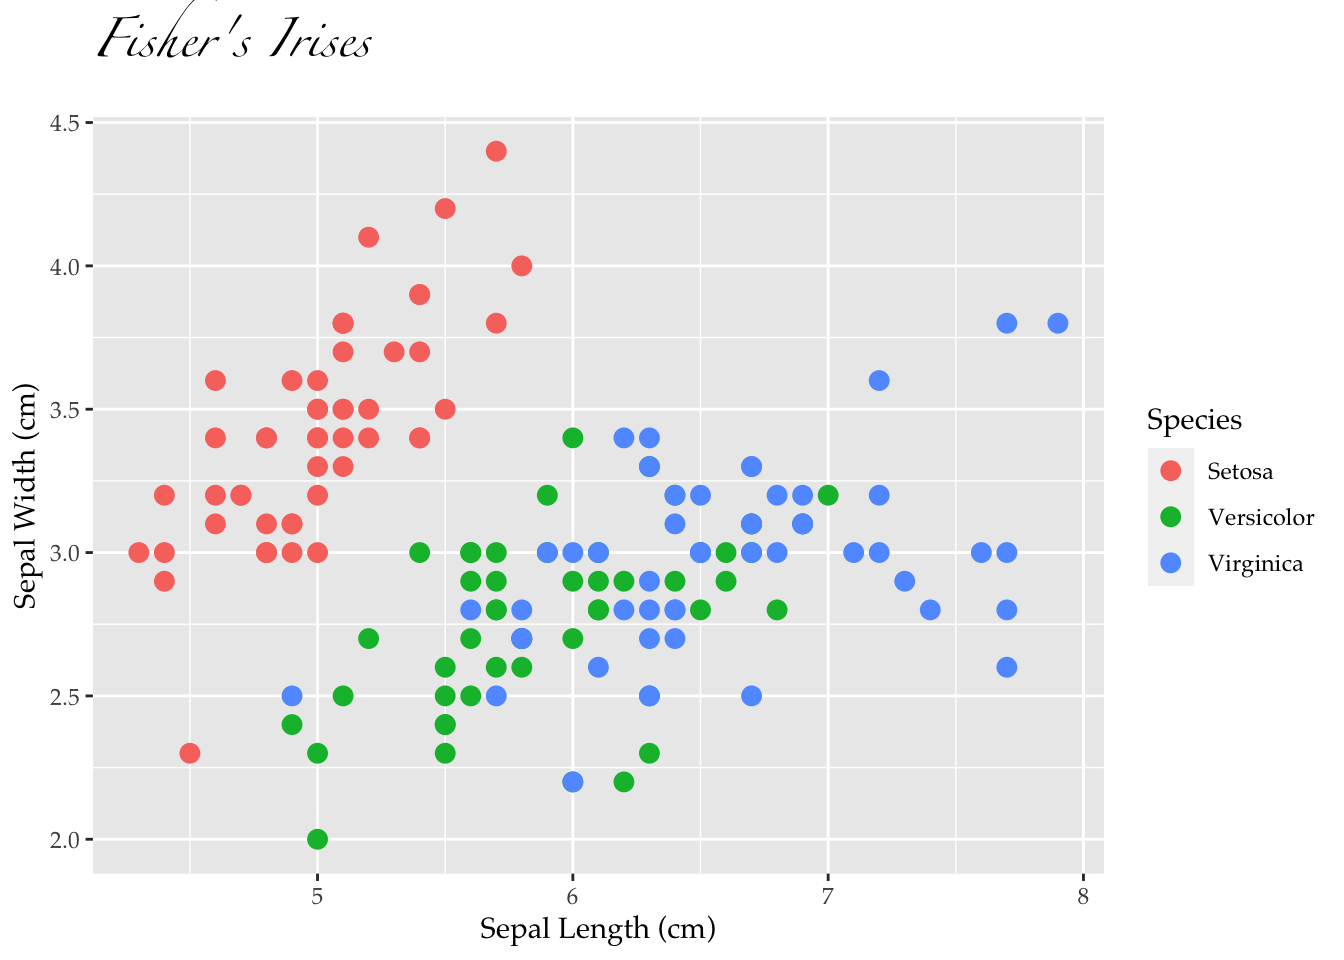 Fisher's Irises
4.5
4.0
3.5
3.0
2.5
2.0
Sepal Width (cm)
5
6
7
8
Sepal Length (cm)
Species
Setosa
Versicolor
Virginica